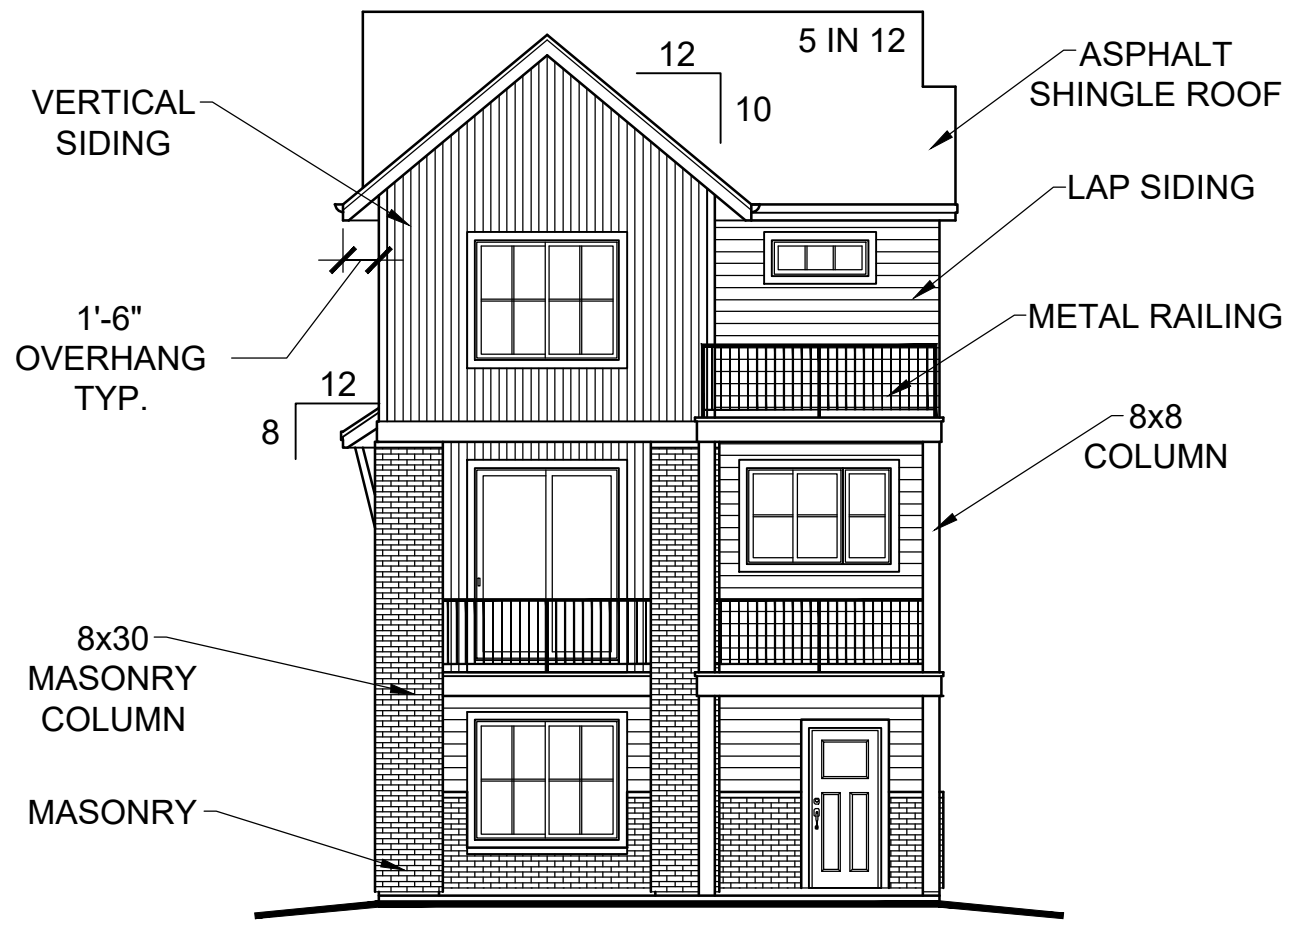 5 IN 12
12
10
ASPHALT
SHINGLE ROOF
VERTICAL
SIDING
LAP SIDING
1'-6"
OVERHANG
TYP.
METAL RAILING
12
8
8x8
COLUMN
8x30
MASONRY
COLUMN
MASONRY